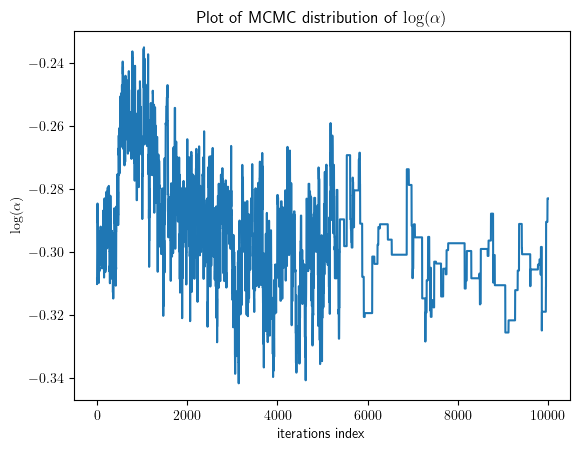 Plot of MCMC distribution of log(α)
−0.24
−0.26
−0.28
−0.30
−0.32
−0.34
log(α)
0 2000 4000 6000 8000 10000
iterations index